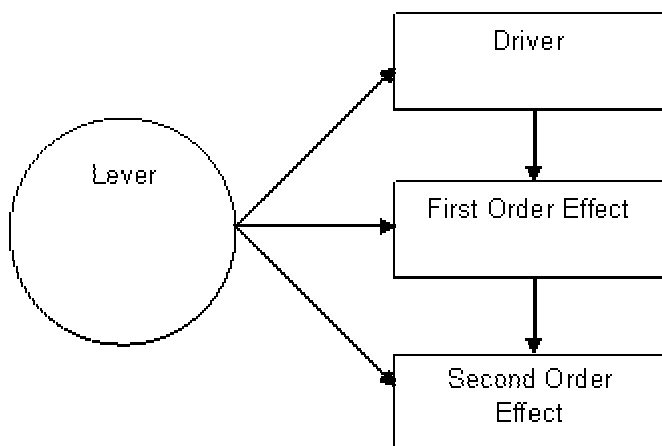 Driver
Lever
First Order Effect
Second Order
Effect